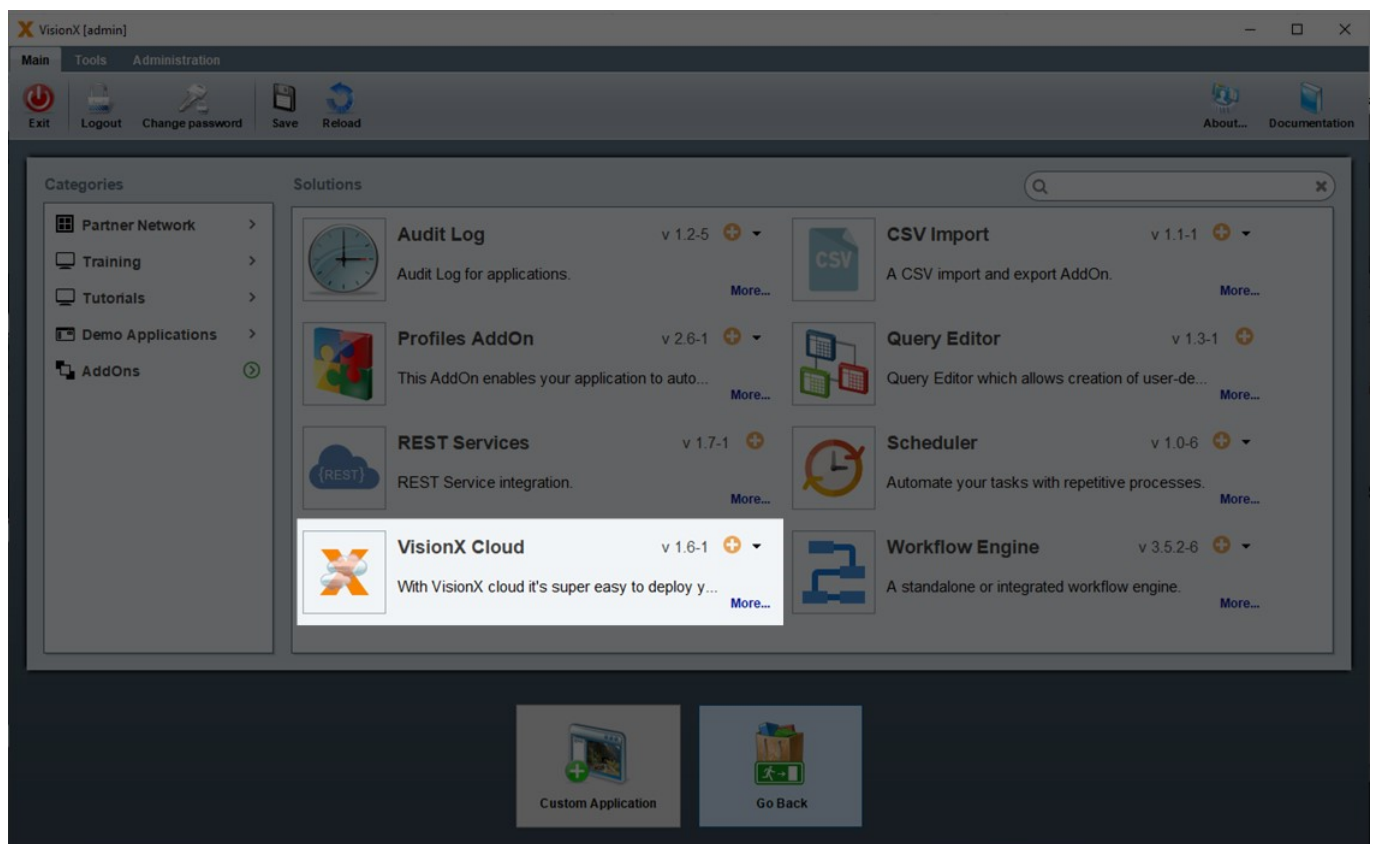 VisionX [admin]
Main Tools Administration
Exit Logout Change password Save Reload About... Documentation
Categories
Partner Network
Training
Tutorials
Demo Applications
AddOns
Solutions
Audit Log v 1.2-5
Audit Log for applications.
More...
CSV
CSV Import v 1.1-1
A CSV import and export AddOn.
More...
Profiles AddOn v 2.6-1
This AddOn enables your application to auto...
More...
Query Editor v 1.3-1
Query Editor which allows creation of user-de...
More...
{REST}
REST Services v 1.7-1
REST Service integration.
More...
Scheduler v 1.0-6
Automate your tasks with repetitive processes.
More...
VisionX Cloud v 1.6-1
With VisionX cloud it's super easy to deploy y...
More...
Workflow Engine v 3.5.2-6
A standalone or integrated workflow engine.
More...
Custom Application
Go Back